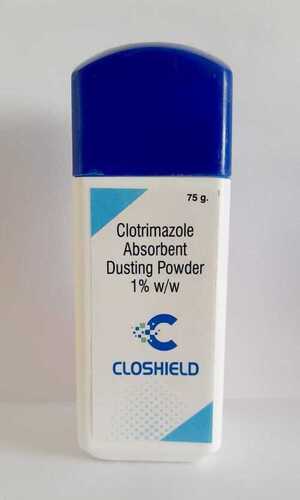 75 g.
Clotrimazole
Absorbent
Dusting Powder
1% w/w
CLOSHIELD